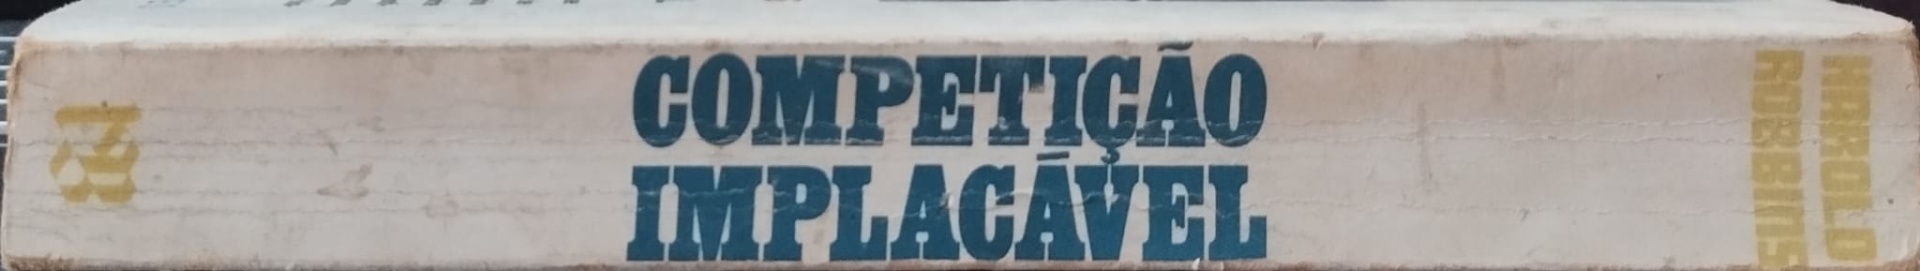 COMPETIÇÃO
IMPLACÁVEL
HAROLD
ROBBINS